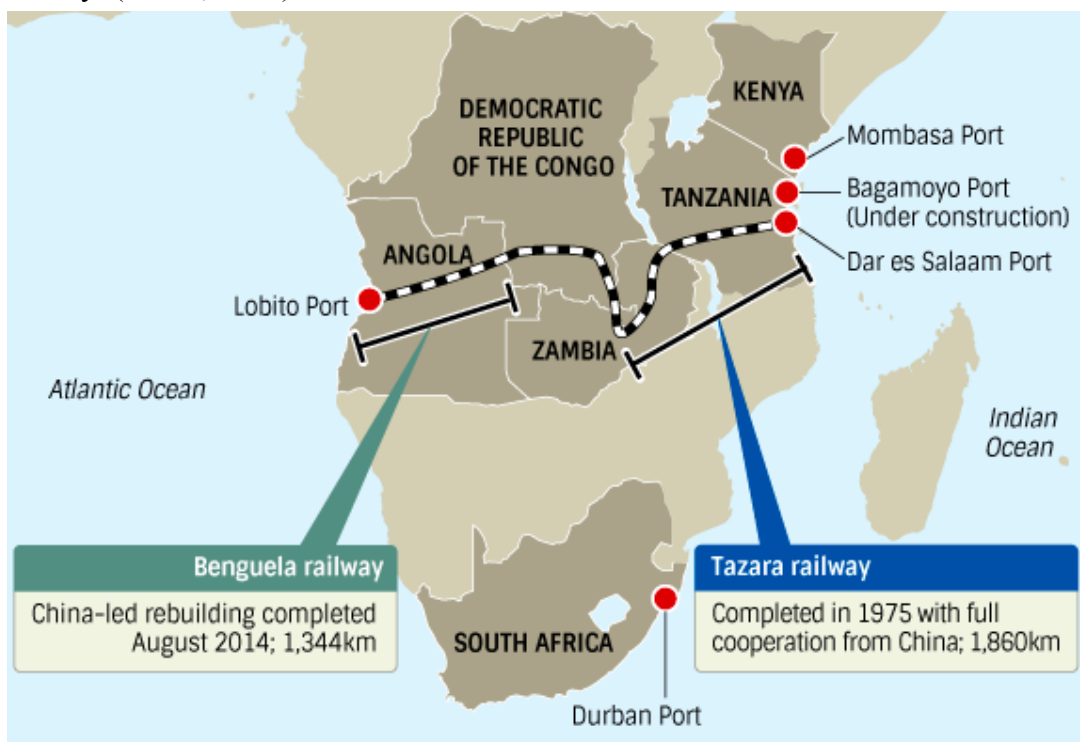 KENYA
DEMOCRATIC
REPUBLIC
OF THE CONGO
Mombasa Port
TANZANIA
Bagamoyo Port
(Under construction)
ANGOLA
Dar es Salaam Port
Lobito Port
ZAMBIA
Atlantic Ocean
Indian
Ocean
Benguela railway
China-led rebuilding completed
August 2014; 1,344km
Tazara railway
Completed in 1975 with full
cooperation from China; 1,860km
SOUTH AFRICA
Durban Port